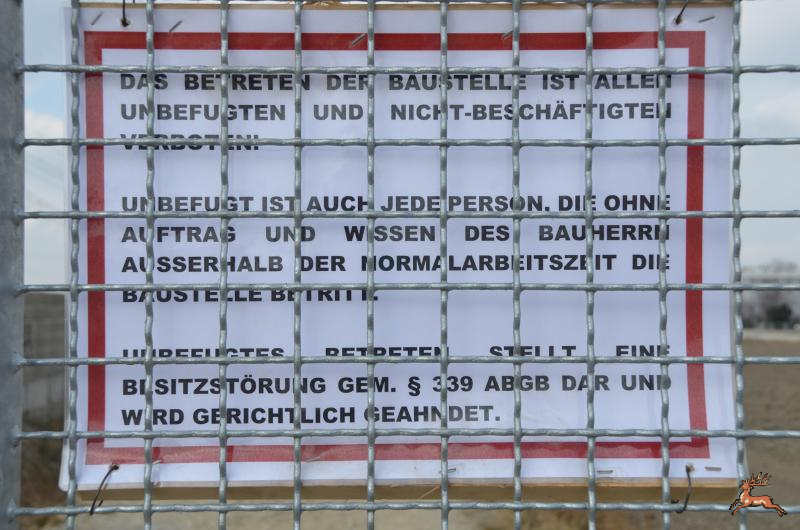 DAS BETRETEN DER BAUSTELLE IST ALLEN
UNBEFUGTEN UND NICHT-BESCHÄFTIGTEN
VERBOTEN!
UNBEFUGT IST AUCH JEDE PERSON, DIE OHNE
AUFTRAG UND WISSEN DES BAUHERRN
AUSSERHALB DER NORMALARBEITSZEIT DIE
BAUSTELLE BETRITT.
UNBEFUGTES BETRETEN STELLT EINE
BESITZSTÖRUNG GEM. § 339 ABGB DAR UND
WIRD GERICHTLICH GEAHNDET.